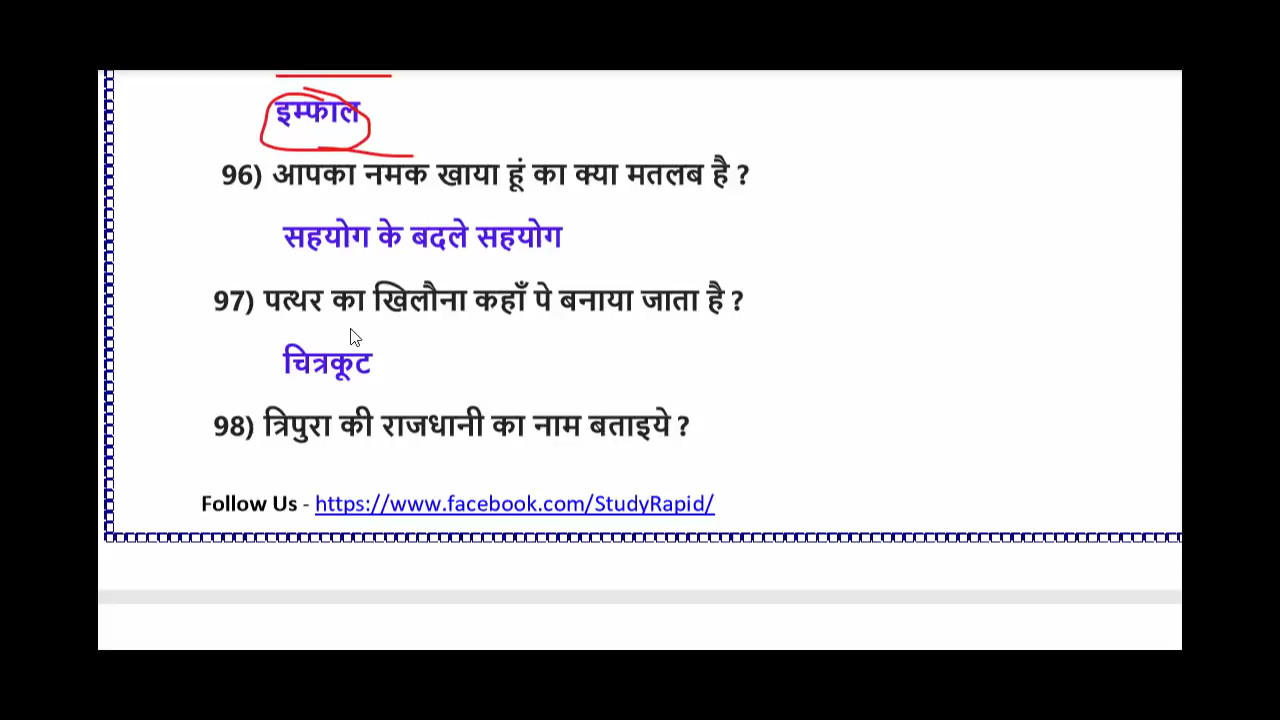 इम्फाल
96) आपका नमक खाया हूं का क्या मतलब है ?
सहयोग के बदले सहयोग
97) पत्थर का खिलौना कहाँ पे बनाया जाता है ?
चित्रकूट
98) त्रिपुरा की राजधानी का नाम बताइये ?
Follow Us - https://www.facebook.com/StudyRapid/